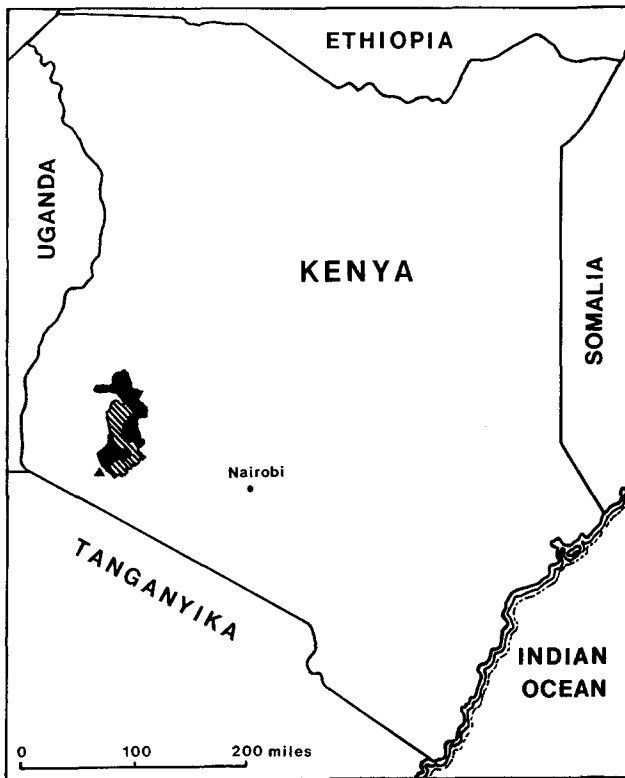 ETHIOPIA
UGANDA
KENYA
SOMALIA
Nairobi
TANGANYIKA
INDIAN
OCEAN
0 100 200 miles